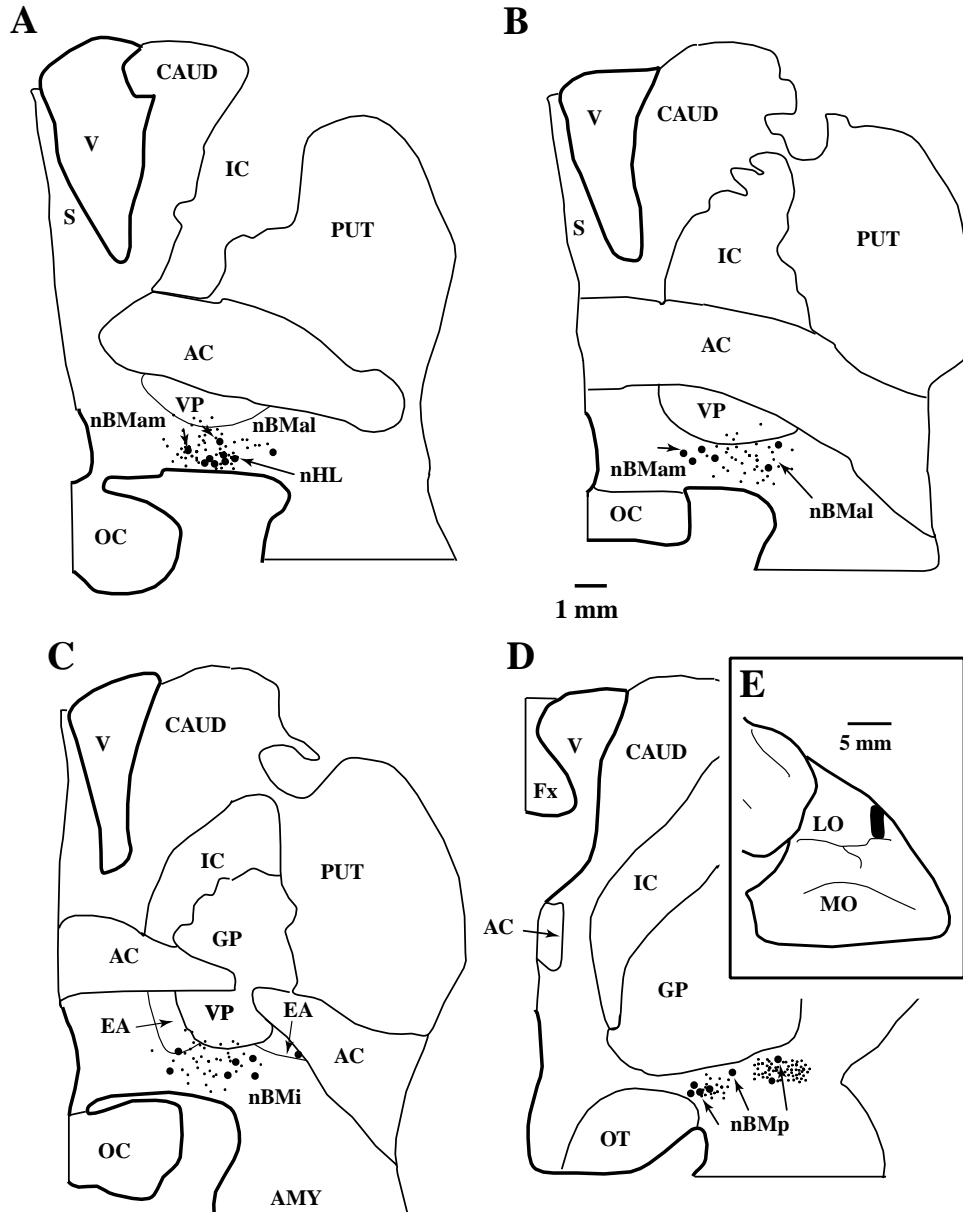 A
CAUD
V
IC
S
PUT
AC
VP
nBMam
nBMal
nHL
OC
B
V
CAUD
S
IC
PUT
AC
VP
nBMam
nBMal
OC
1 mm
C
CAUD
V
IC
PUT
GP
AC
EA
VP
EA
AC
nBMi
OC
AMY
D
V
CAUD
Fx
IC
AC
GP
nBMp
OT
E
5 mm
LO
MO